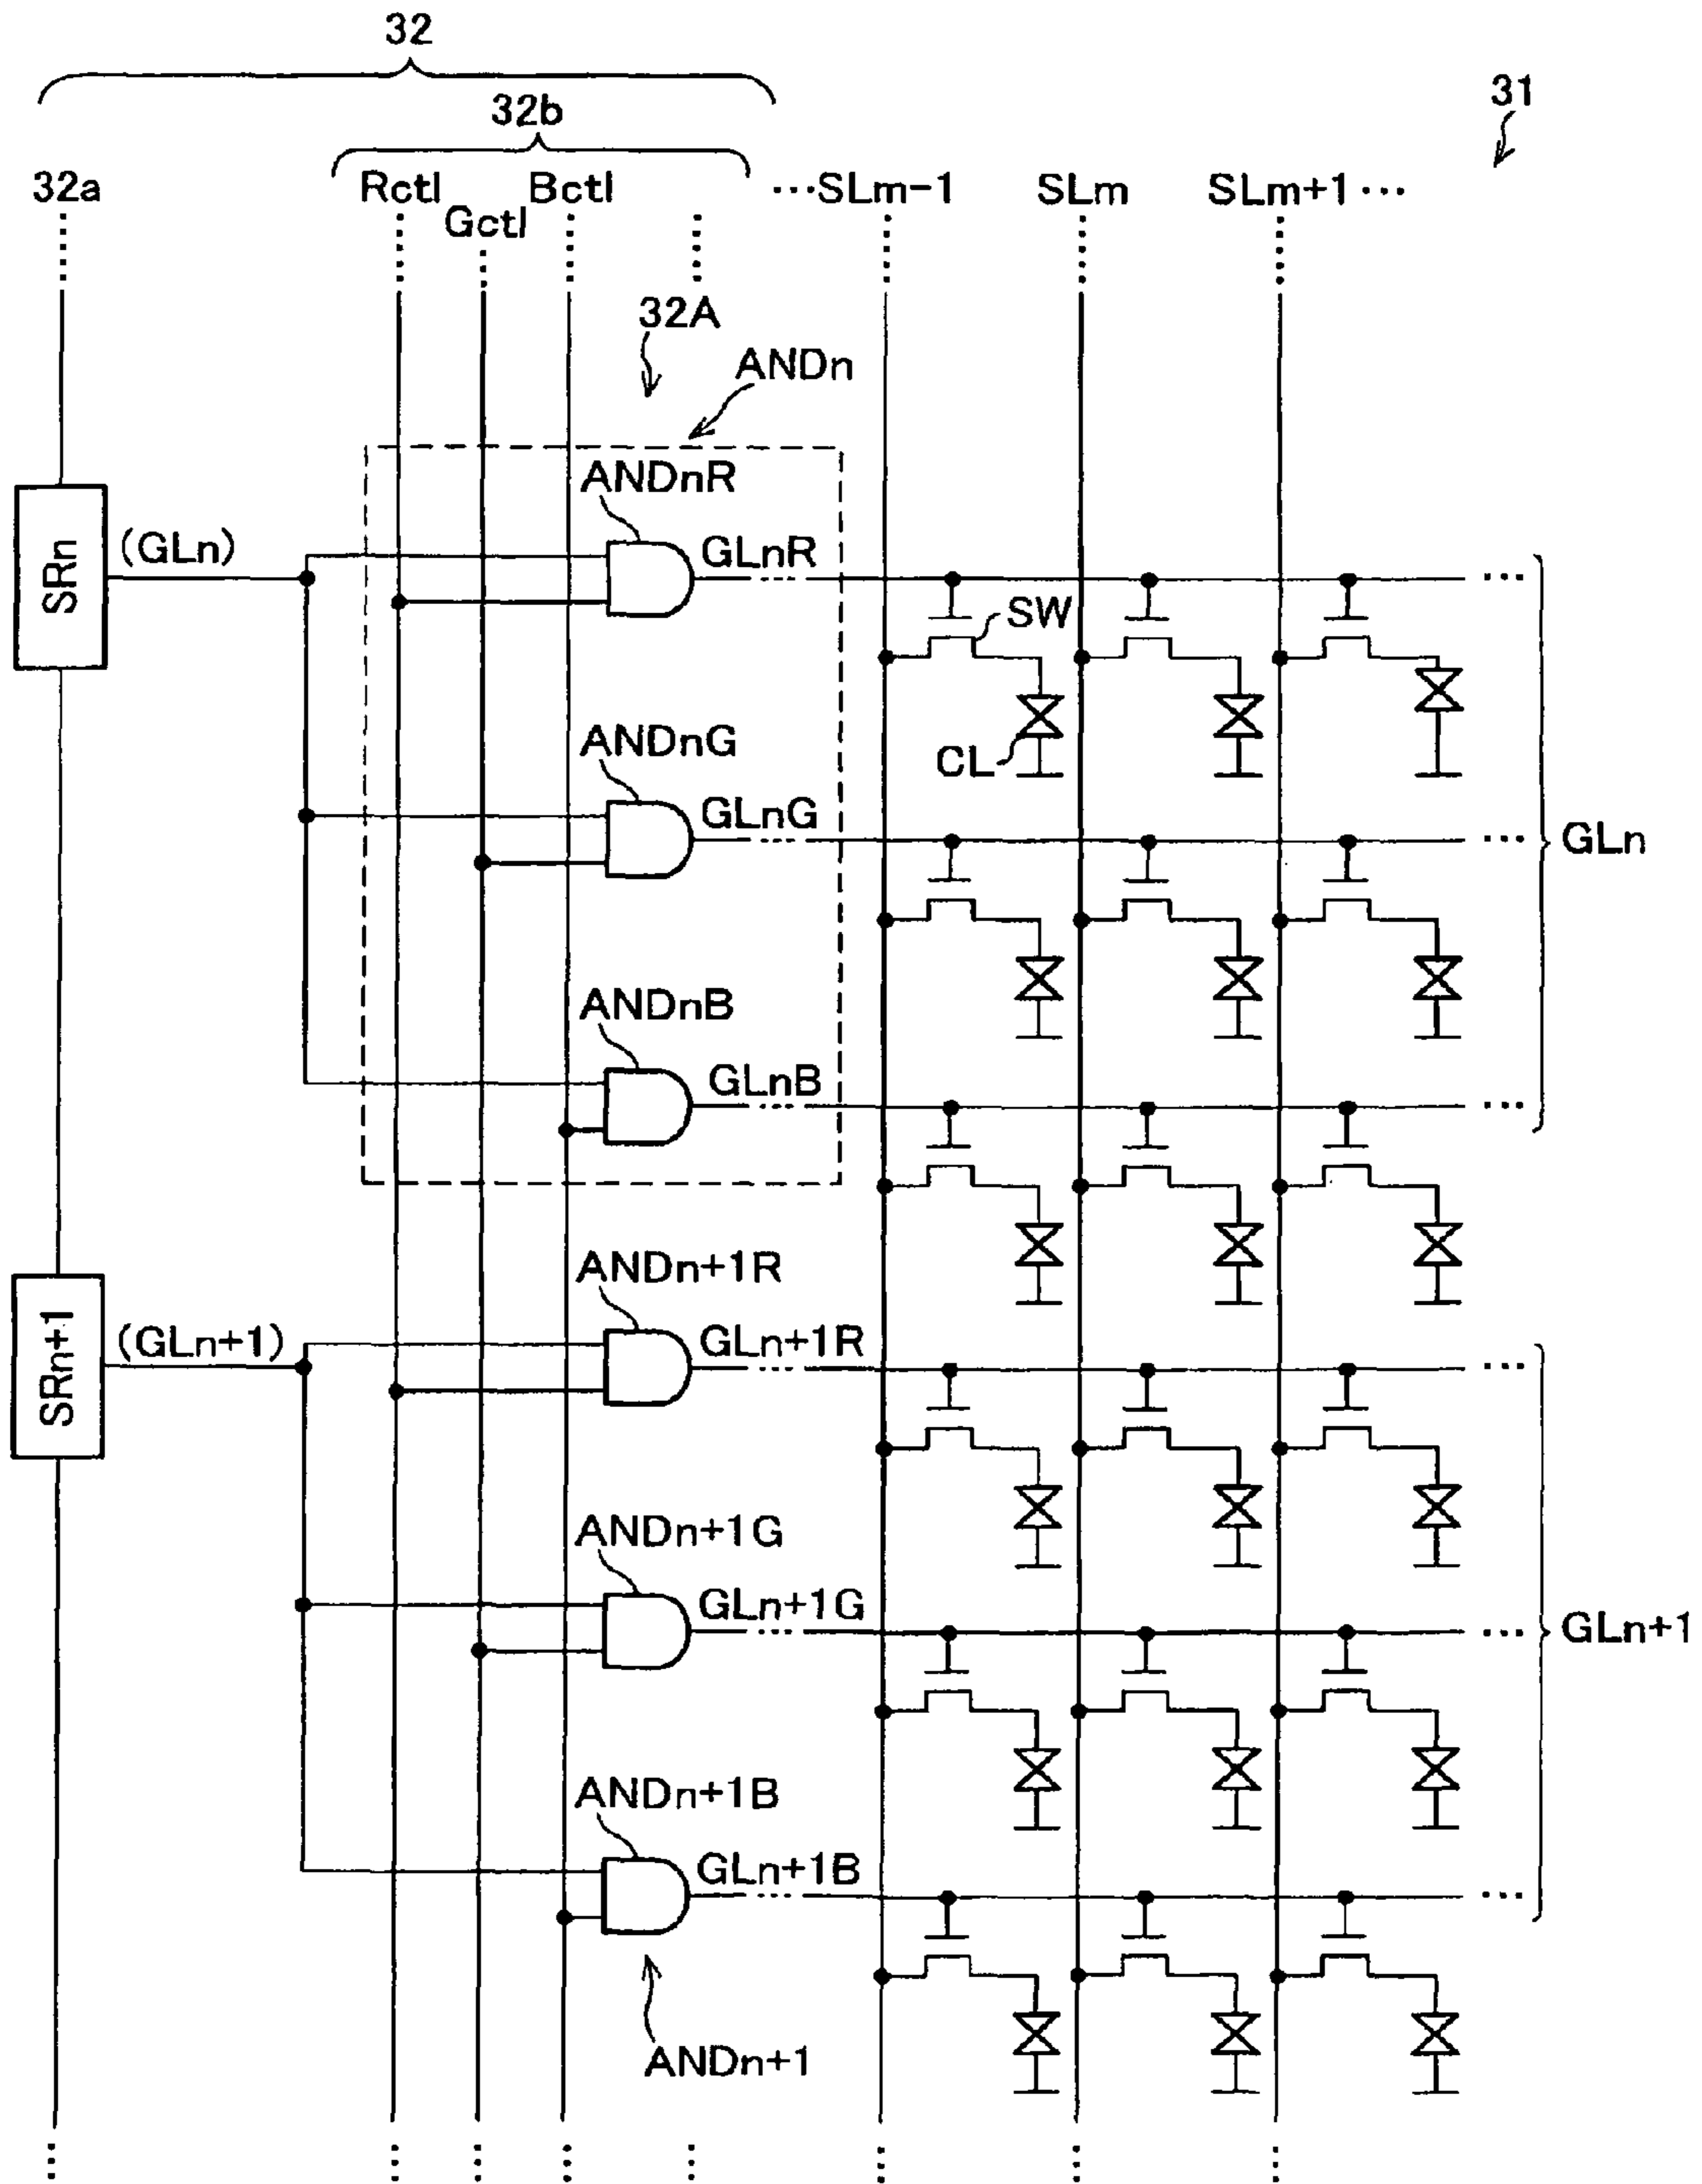 32
31
32b
32a
Rctl
Bctl
···SLm-1
SLm
SLm+1···
Gctl
32A
ANDn
ANDnR
SRn
(GLn)
GLnR
SW
CL
ANDnG
GLnG
GLn
ANDnB
GLnB
ANDn+1R
SRn+1
(GLn+1)
GLn+1R
ANDn+1G
GLn+1G
GLn+1
ANDn+1B
GLn+1B
ANDn+1